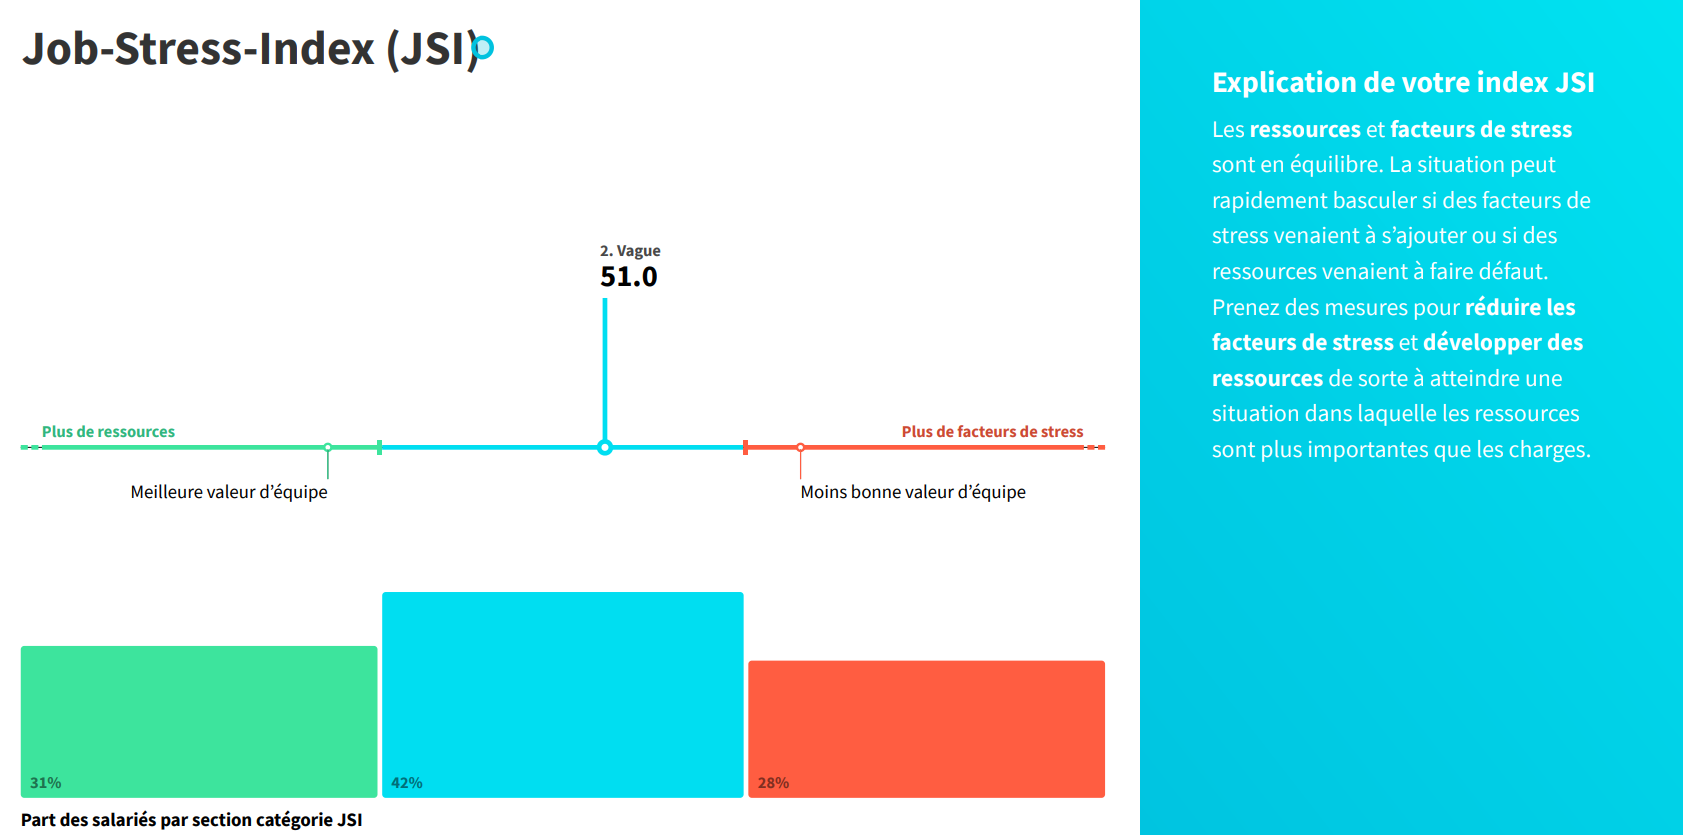 Job-Stress-Index (JSI)
2. Vague
51.0
Plus de ressources
Plus de facteurs de stress
Meilleure valeur d’équipe
Moins bonne valeur d’équipe
31%
42%
28%
Part des salariés par section catégorie JSI
Explication de votre index JSI
Les ressources et facteurs de stress
sont en équilibre. La situation peut
rapidement basculer si des facteurs de
stress venaient à s’ajouter ou si des
ressources venaient à faire défaut.
Prenez des mesures pour réduire les
facteurs de stress et développer des
ressources de sorte à atteindre une
situation dans laquelle les ressources
sont plus importantes que les charges.